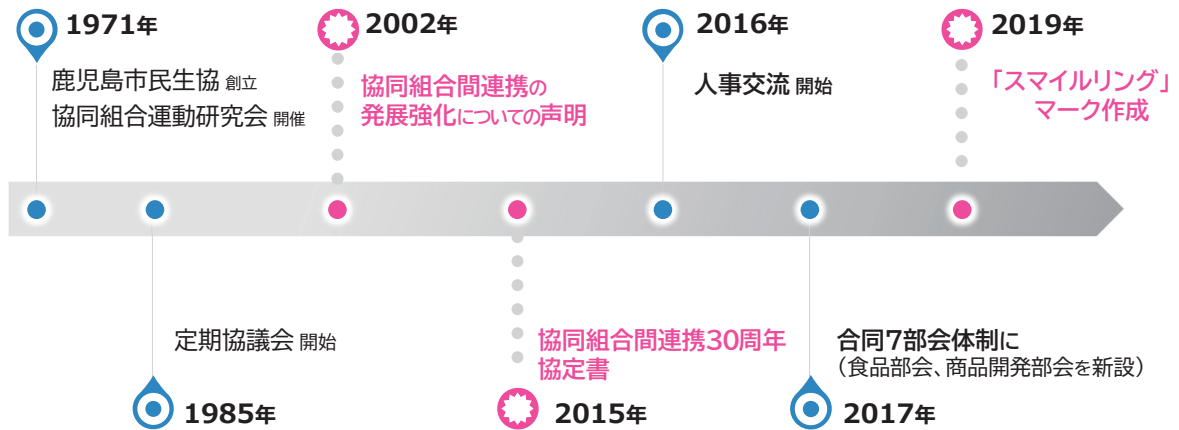 1971年
鹿児島市民生協 創立
協同組合運動研究会 開催
2002年
協同組合間連携の
発展強化についての声明
2016年
人事交流 開始
2019年
「スマイルリング」
マーク作成
定期協議会 開始
1985年
協同組合間連携30周年
協定書
2015年
合同7部会体制に
（食品部会、商品開発部会を新設）
2017年